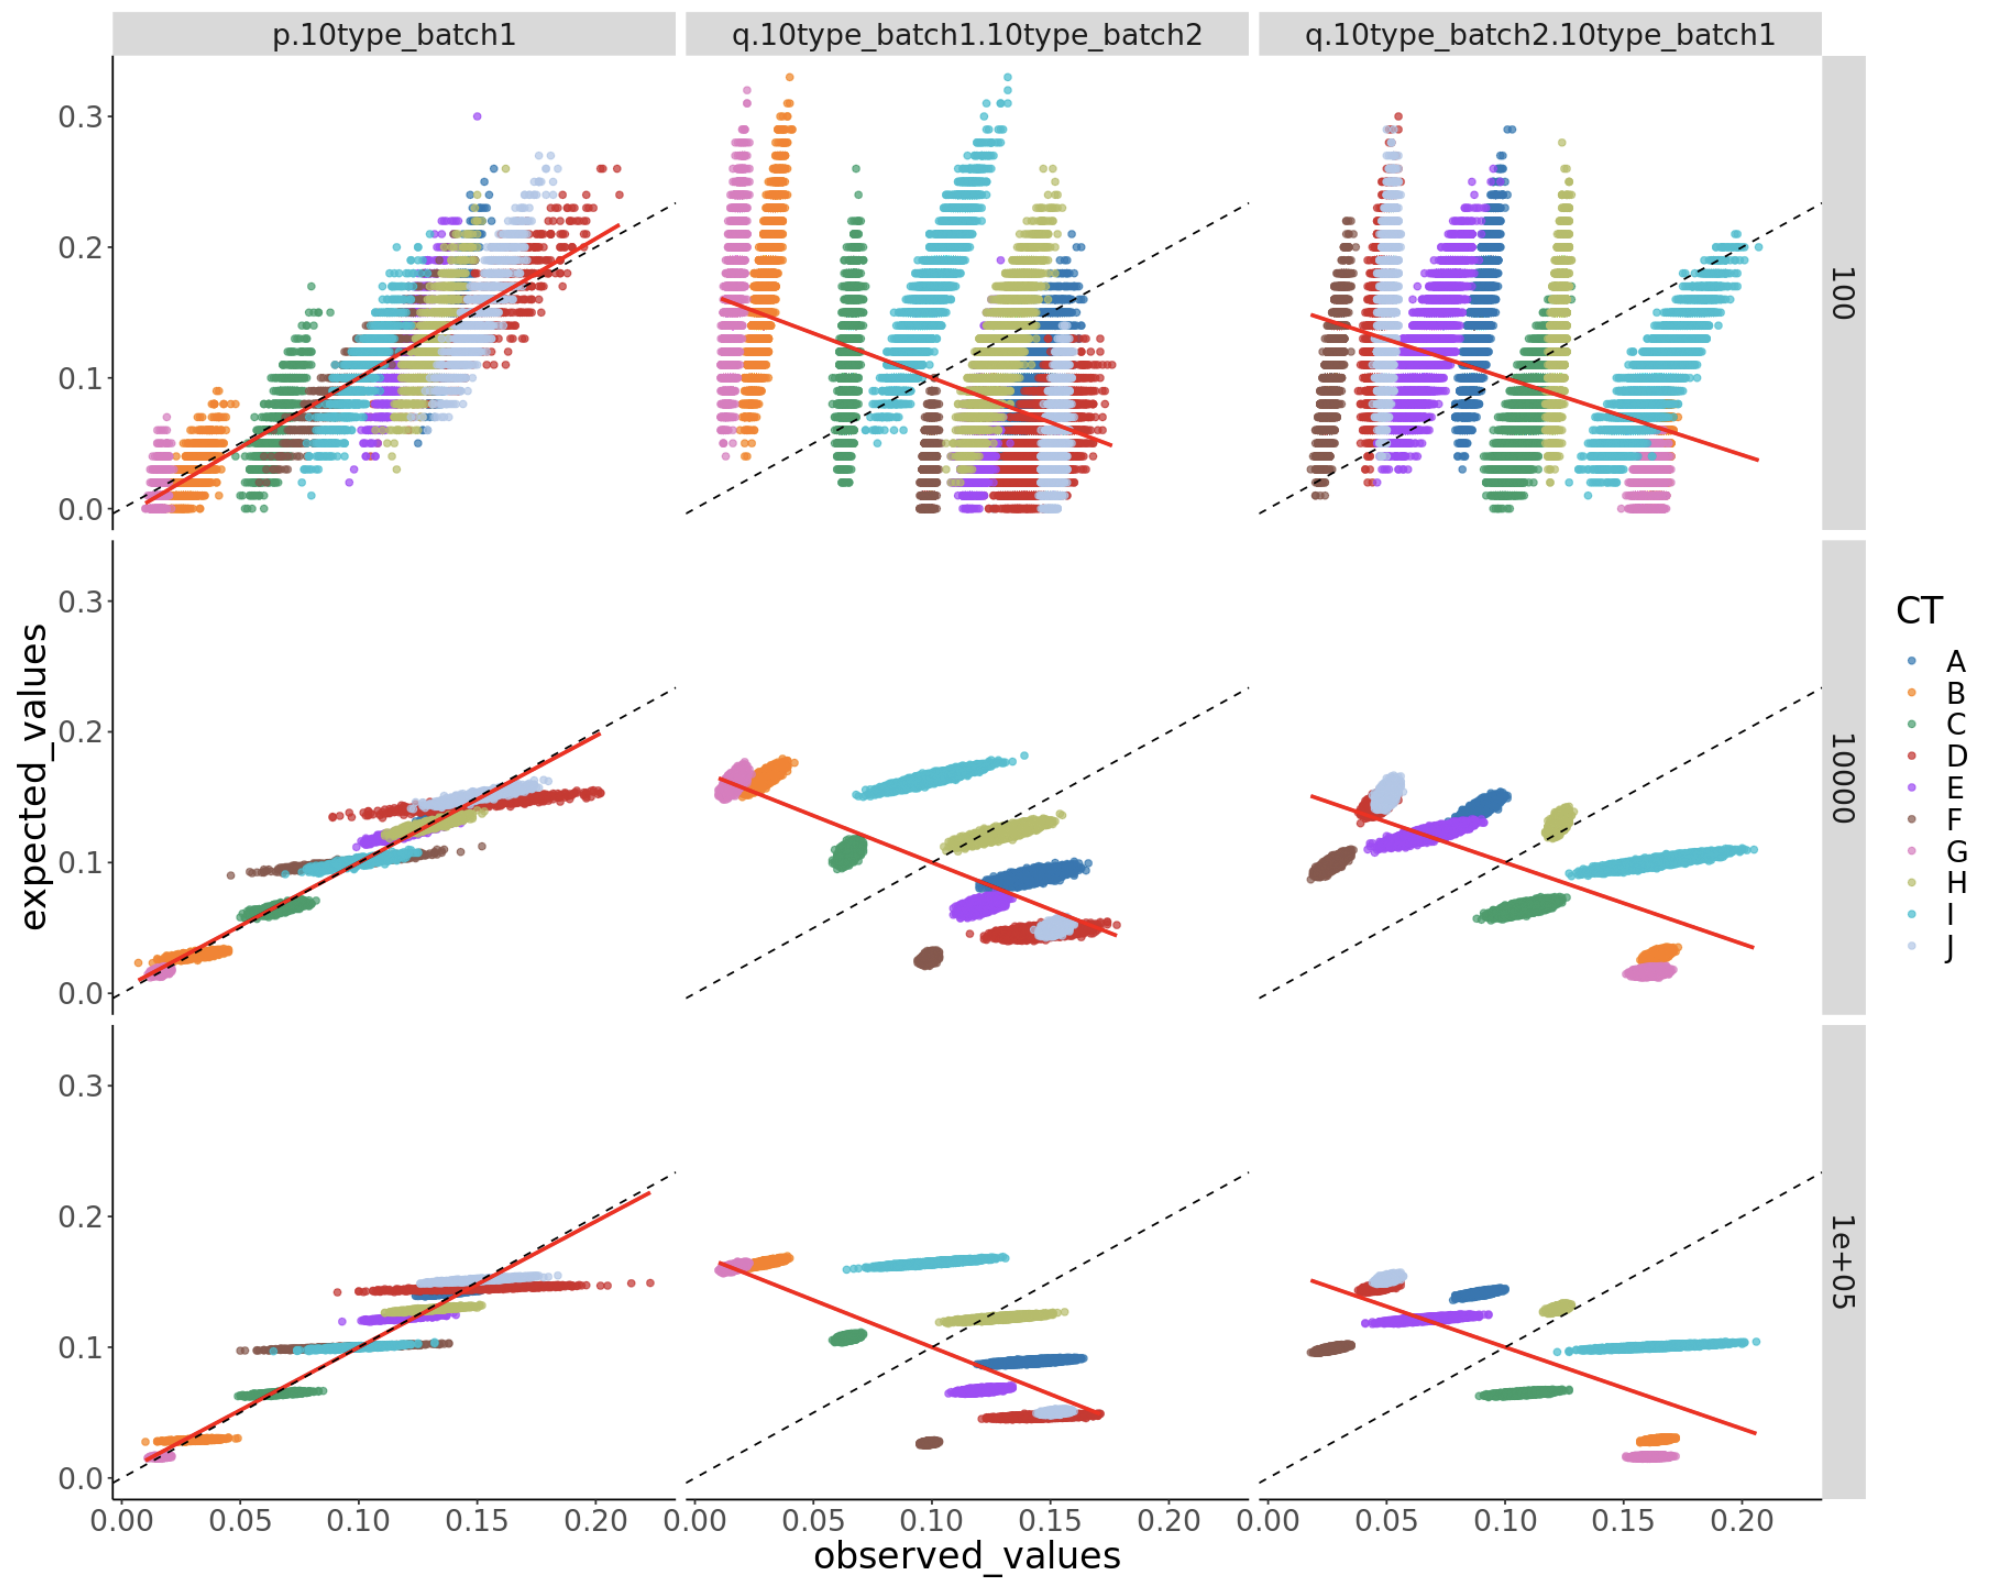 p.10type_batch1
q.10type_batch1.10type_batch2
q.10type_batch2.10type_batch1
0.3
0.2
0.1
0.0
100
0.3
0.2
0.1
0.0
10000
0.3
0.2
0.1
0.0
1e+05
expected_values
0.00 0.05 0.10 0.15 0.20
0.00 0.05 0.10 0.15 0.20
0.00 0.05 0.10 0.15 0.20
observed_values
CT
A
B
C
D
E
F
G
H
I
J